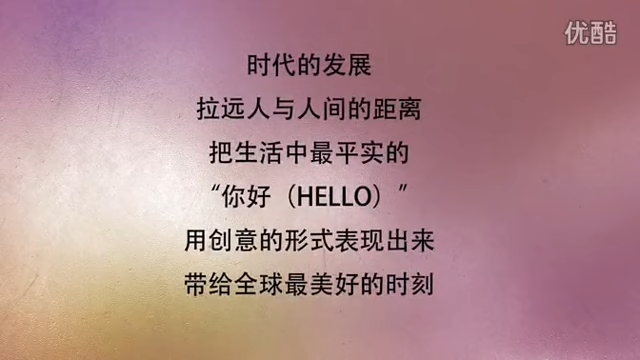 优酷
时代的发展
拉远人与人间的距离
把生活中最平实的
“你好（HELLO）”
用创意的形式表现出来
带给全球最美好的时刻